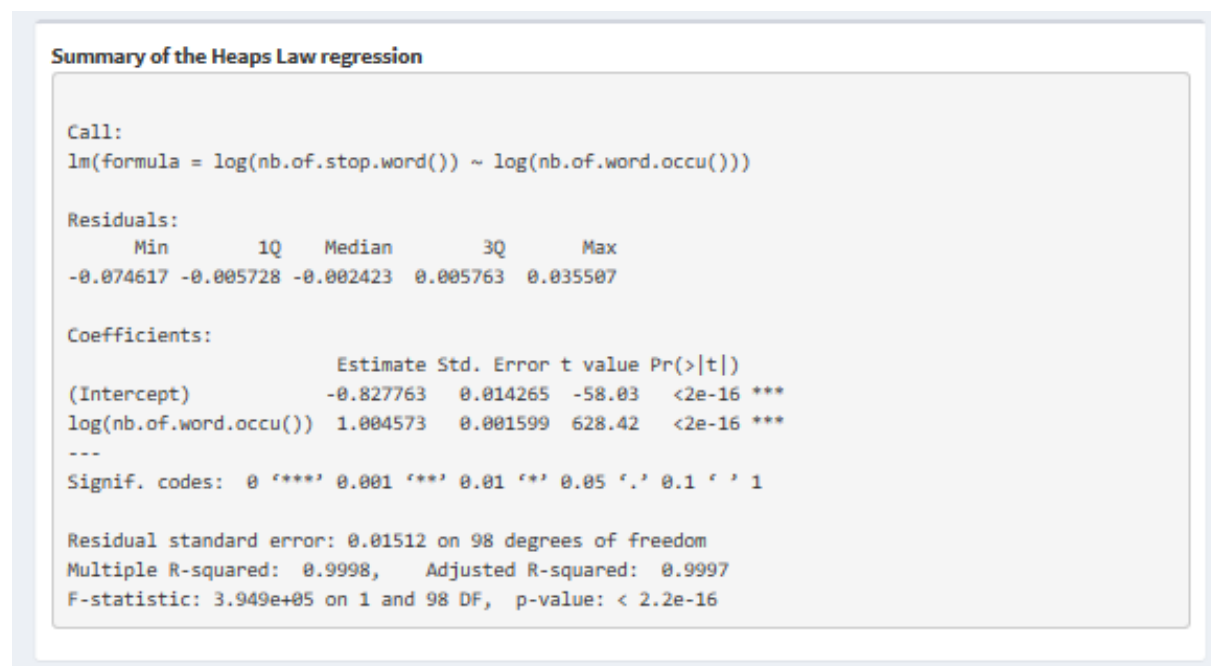 Summary of the Heaps Law regression
Call:
lm(formula = log(nb.of.stop.word()) ~ log(nb.of.word.occu()))
Residuals:
      Min        1Q    Median        3Q       Max
-0.074617 -0.005728 -0.002423  0.005763  0.035507
Coefficients:
                        Estimate Std. Error t value Pr(>|t|)
(Intercept)            -0.827763   0.014265  -58.03   <2e-16 ***
log(nb.of.word.occu())  1.004573   0.001599  628.42   <2e-16 ***
---
Signif. codes:  0 ‘***’ 0.001 ‘**’ 0.01 ‘*’ 0.05 ‘.’ 0.1 ‘ ’ 1
Residual standard error: 0.01512 on 98 degrees of freedom
Multiple R-squared:  0.9998,    Adjusted R-squared:  0.9997
F-statistic: 3.949e+05 on 1 and 98 DF,  p-value: < 2.2e-16